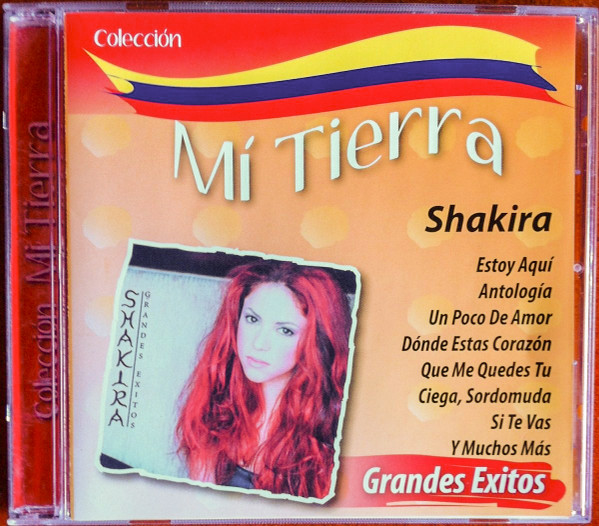 Colección
Mí Tierra
Shakira
Estoy Aquí
Antología
Un Poco De Amor
Dónde Estas Corazón
Que Me Quedes Tu
Ciega, Sordomuda
Si Te Vas
Y Muchos Más
Grandes Exitos
SHAKIRA
GRANDES EXITOS
Colección Mí Tierra